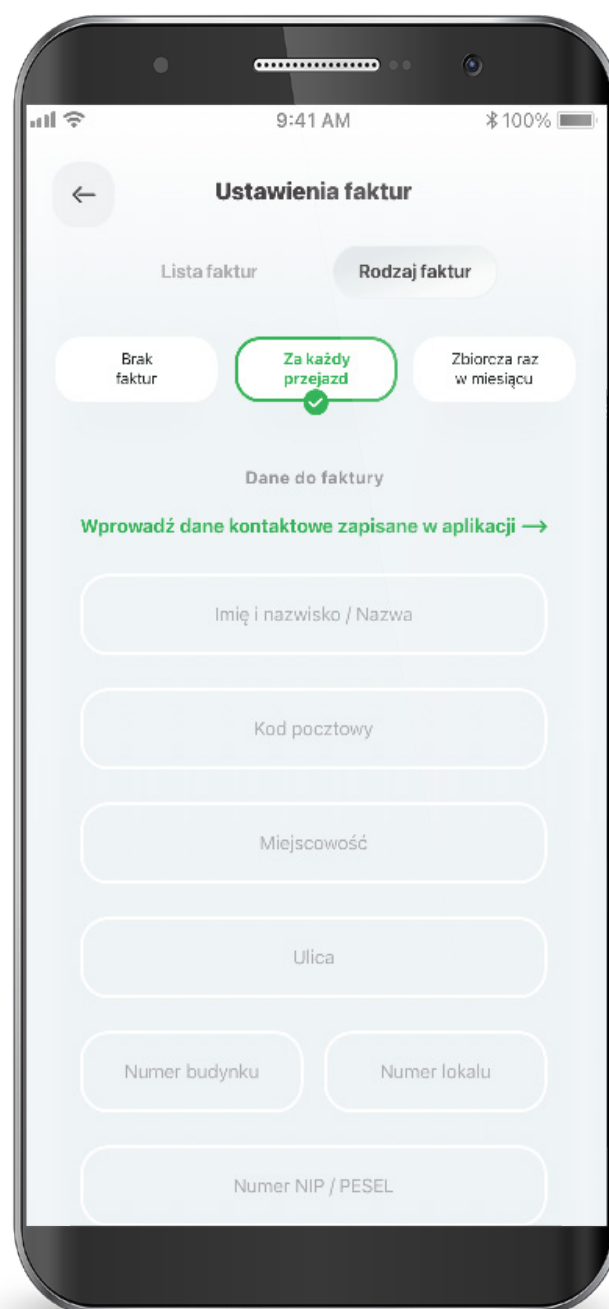 9:41 AM
100%
Ustawienia faktur
Lista faktur
Rodzaj faktur
Brak
faktur
Za każdy
przejazd
Zbiorcza raz
w miesiącu
Dane do faktury
Wprowadź dane kontaktowe zapisane w aplikacji →
Imię i nazwisko / Nazwa
Kod pocztowy
Miejscowość
Ulica
Numer budynku
Numer lokalu
Numer NIP / PESEL